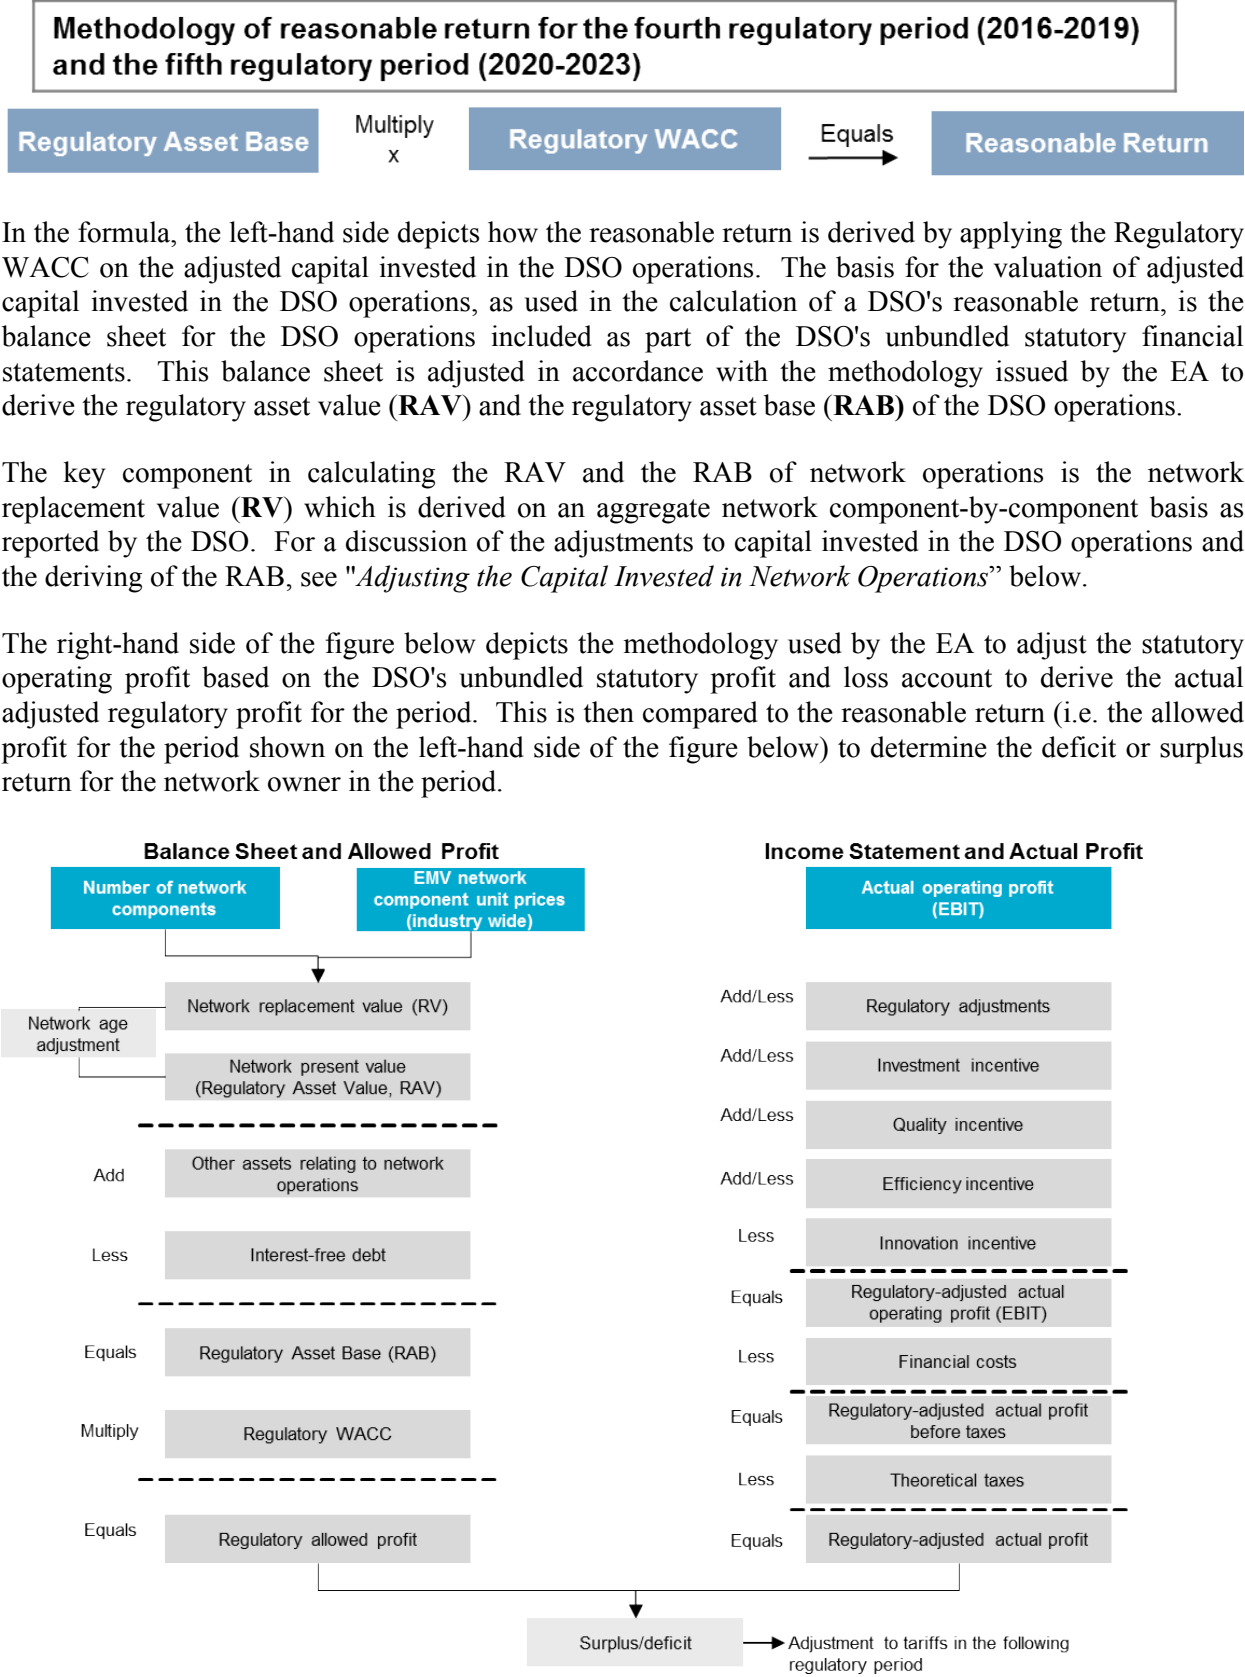 Methodology of reasonable return for the fourth regulatory period (2016-2019)
and the fifth regulatory period (2020-2023)
Regulatory Asset Base
Multiply
x
Regulatory WACC
Equals
Reasonable Return
In the formula, the left-hand side depicts how the reasonable return is derived by applying the Regulatory
WACC on the adjusted capital invested in the DSO operations. The basis for the valuation of adjusted
capital invested in the DSO operations, as used in the calculation of a DSO's reasonable return, is the
balance sheet for the DSO operations included as part of the DSO's unbundled statutory financial
statements. This balance sheet is adjusted in accordance with the methodology issued by the EA to
derive the regulatory asset value (RAV) and the regulatory asset base (RAB) of the DSO operations.
The key component in calculating the RAV and the RAB of network operations is the network
replacement value (RV) which is derived on an aggregate network component-by-component basis as
reported by the DSO. For a discussion of the adjustments to capital invested in the DSO operations and
the deriving of the RAB, see "Adjusting the Capital Invested in Network Operations” below.
The right-hand side of the figure below depicts the methodology used by the EA to adjust the statutory
operating profit based on the DSO's unbundled statutory profit and loss account to derive the actual
adjusted regulatory profit for the period. This is then compared to the reasonable return (i.e. the allowed
profit for the period shown on the left-hand side of the figure below) to determine the deficit or surplus
return for the network owner in the period.
Balance Sheet and Allowed Profit
Number of network
components
EMV network
component unit prices
(industry wide)
Network replacement value (RV)
Network age
adjustment
Network present value
(Regulatory Asset Value, RAV)
Add
Other assets relating to network
operations
Less
Interest-free debt
Equals
Regulatory Asset Base (RAB)
Multiply
Regulatory WACC
Equals
Regulatory allowed profit
Income Statement and Actual Profit
Actual operating profit
(EBIT)
Add/Less
Regulatory adjustments
Add/Less
Investment incentive
Add/Less
Quality incentive
Add/Less
Efficiency incentive
Less
Innovation incentive
Equals
Regulatory-adjusted actual
operating profit (EBIT)
Less
Financial costs
Equals
Regulatory-adjusted actual profit
before taxes
Less
Theoretical taxes
Equals
Regulatory-adjusted actual profit
Surplus/deficit
Adjustment to tariffs in the following
regulatory period